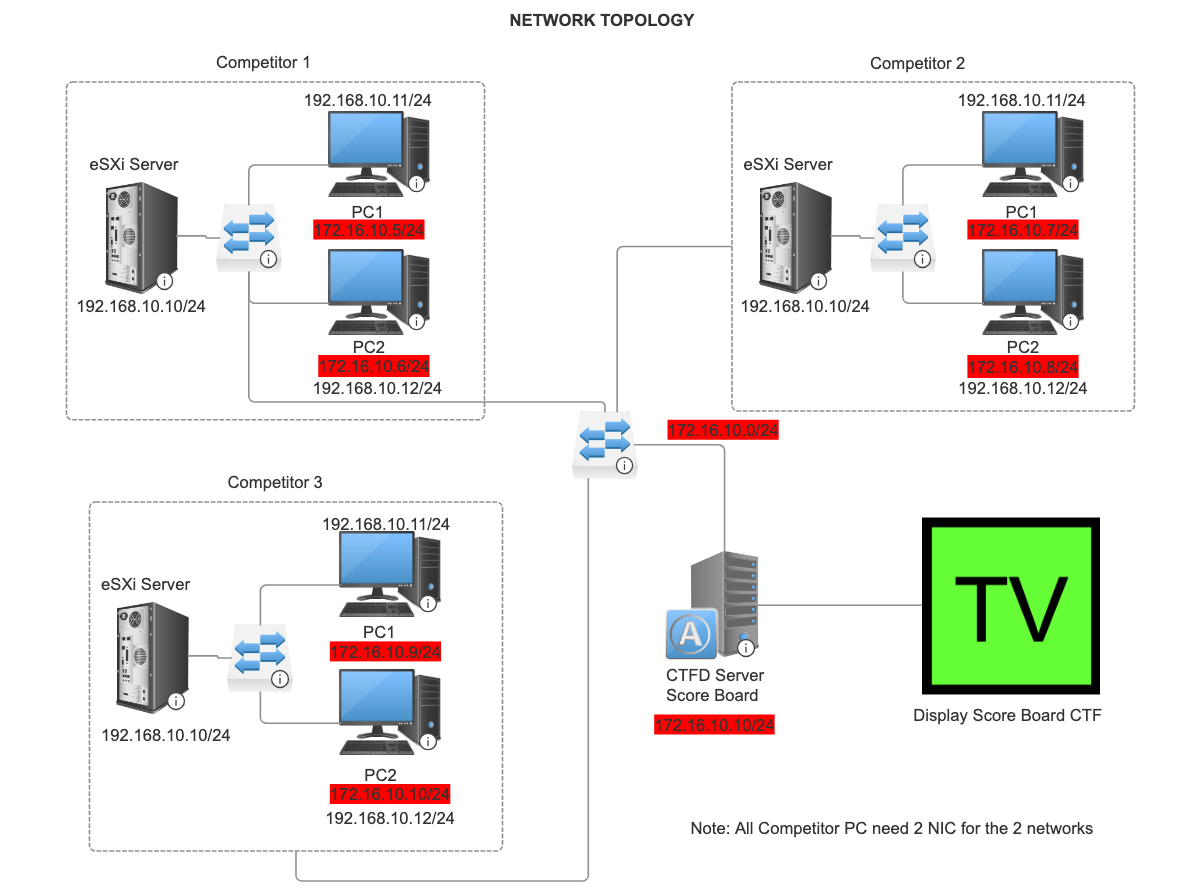 NETWORK TOPOLOGY
Competitor 1
192.168.10.11/24
eSXi Server
PC1
172.16.10.5/24
192.168.10.10/24
PC2
172.16.10.6/24
192.168.10.12/24
Competitor 2
192.168.10.11/24
eSXi Server
PC1
172.16.10.7/24
192.168.10.10/24
PC2
172.16.10.8/24
192.168.10.12/24
172.16.10.0/24
Competitor 3
192.168.10.11/24
eSXi Server
PC1
172.16.10.9/24
192.168.10.10/24
PC2
172.16.10.10/24
192.168.10.12/24
A
CTFD Server
Score Board
172.16.10.10/24
TV
Display Score Board CTF
Note: All Competitor PC need 2 NIC for the 2 networks